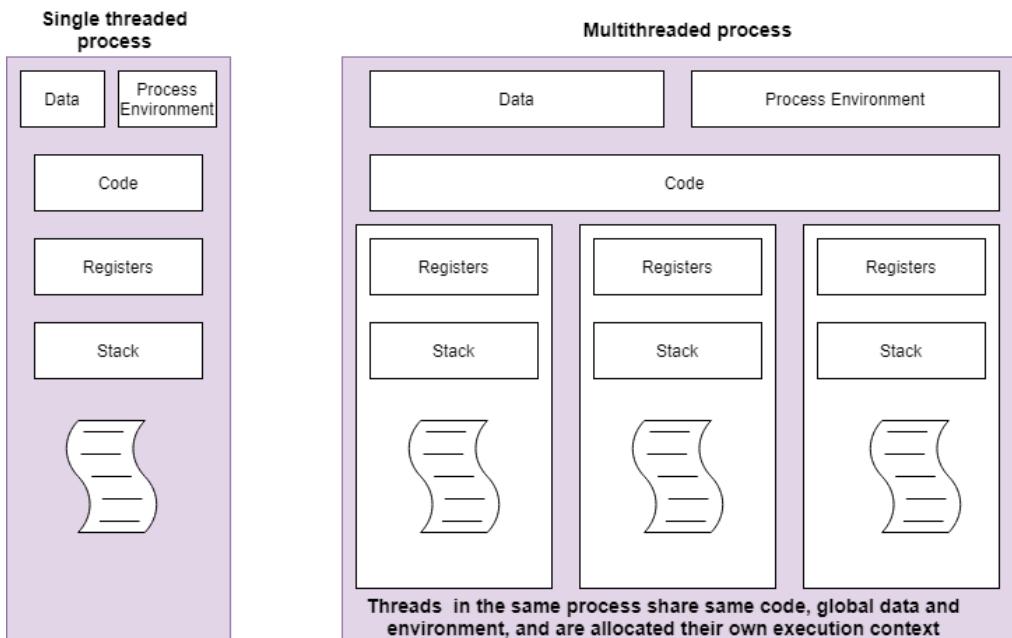 Single threaded
process
Multithreaded process
Data
Process
Environment
Data
Process Environment
Code
Code
Registers
Registers
Registers
Registers
Stack
Stack
Stack
Stack
Threads  in the same process share same code, global data and
environment, and are allocated their own execution context